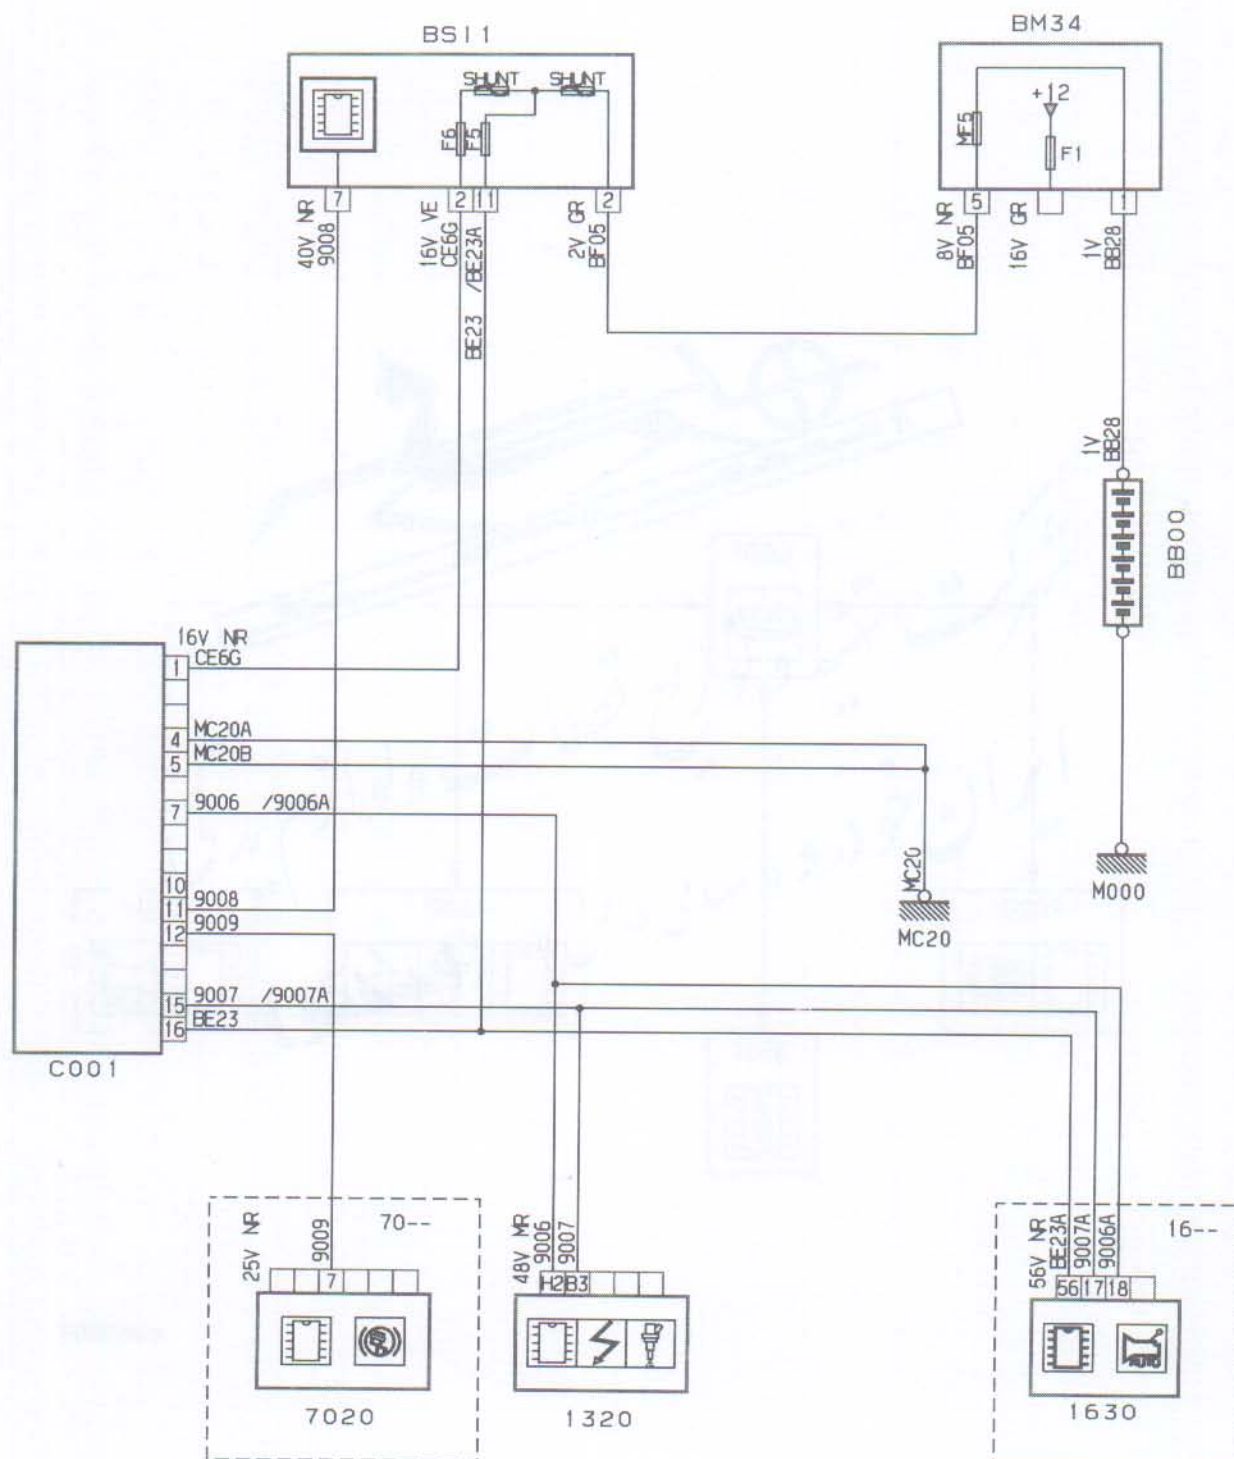 BSI1
BM34
SHUNT SHUNT
F6
F5
+12
MF5
F1
7
2 11
2
5
1
40V NR
9008
16V VE
CE6G
BE23 /BE23A
2V GR
BF05
8V NR
BF05
16V GR
1V
BB28
1V
BB28
BB00
16V NR
1 CE6G
4 MC20A
5 MC20B
7 9006 /9006A
10
11 9008
12 9009
15 9007 /9007A
16 BE23
C001
MC20
MC20
M000
70--
25V NR
9009
7
7020
48V MR
9006
9007
H2 B3
1320
16--
56V NR
BE23A
9007A
9006A
56 17 18
AUTO
1630